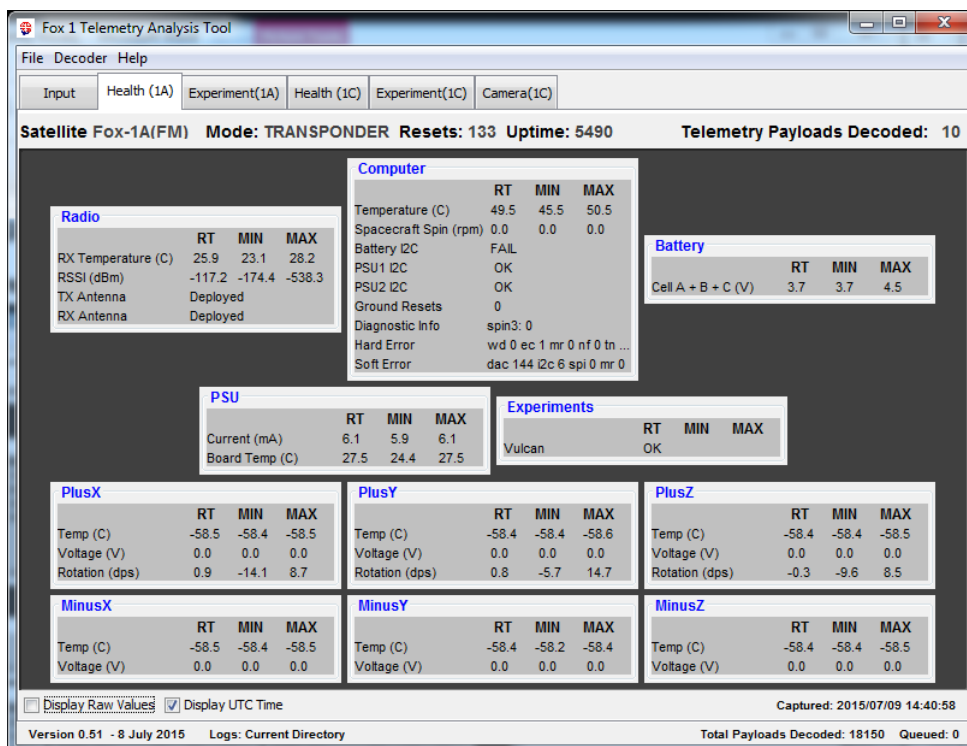 Fox 1 Telemetry Analysis Tool
File Decoder Help
Input Health (1A) Experiment(1A) Health (1C) Experiment(1C) Camera(1C)
Satellite Fox-1A(FM) Mode: TRANSPONDER Resets: 133 Uptime: 5490 Telemetry Payloads Decoded: 10
Radio
RT MIN MAX
RX Temperature (C) 25.9 23.1 28.2
RSSI (dBm) -117.2 -174.4 -538.3
TX Antenna Deployed
RX Antenna Deployed
Computer
RT MIN MAX
Temperature (C) 49.5 45.5 50.5
Spacecraft Spin (rpm) 0.0 0.0 0.0
Battery I2C FAIL
PSU1 I2C OK
PSU2 I2C OK
Ground Resets 0
Diagnostic Info spin3: 0
Hard Error wd 0 ec 1 mr 0 nf 0 tn ...
Soft Error dac 144 i2c 6 spi 0 mr 0
Battery
RT MIN MAX
Cell A + B + C (V) 3.7 3.7 4.5
PSU
RT MIN MAX
Current (mA) 6.1 5.9 6.1
Board Temp (C) 27.5 24.4 27.5
Experiments
RT MIN MAX
Vulcan OK
PlusX
RT MIN MAX
Temp (C) -58.5 -58.4 -58.5
Voltage (V) 0.0 0.0 0.0
Rotation (dps) 0.9 -14.1 8.7
PlusY
RT MIN MAX
Temp (C) -58.4 -58.4 -58.6
Voltage (V) 0.0 0.0 0.0
Rotation (dps) 0.8 -5.7 14.7
PlusZ
RT MIN MAX
Temp (C) -58.4 -58.4 -58.5
Voltage (V) 0.0 0.0 0.0
Rotation (dps) -0.3 -9.6 8.5
MinusX
RT MIN MAX
Temp (C) -58.5 -58.4 -58.5
Voltage (V) 0.0 0.0 0.0
MinusY
RT MIN MAX
Temp (C) -58.4 -58.2 -58.4
Voltage (V) 0.0 0.0 0.0
MinusZ
RT MIN MAX
Temp (C) -58.4 -58.4 -58.5
Voltage (V) 0.0 0.0 0.0
Display Raw Values Display UTC Time Captured: 2015/07/09 14:40:58
Version 0.51 - 8 July 2015 Logs: Current Directory Total Payloads Decoded: 18150 Queued: 0